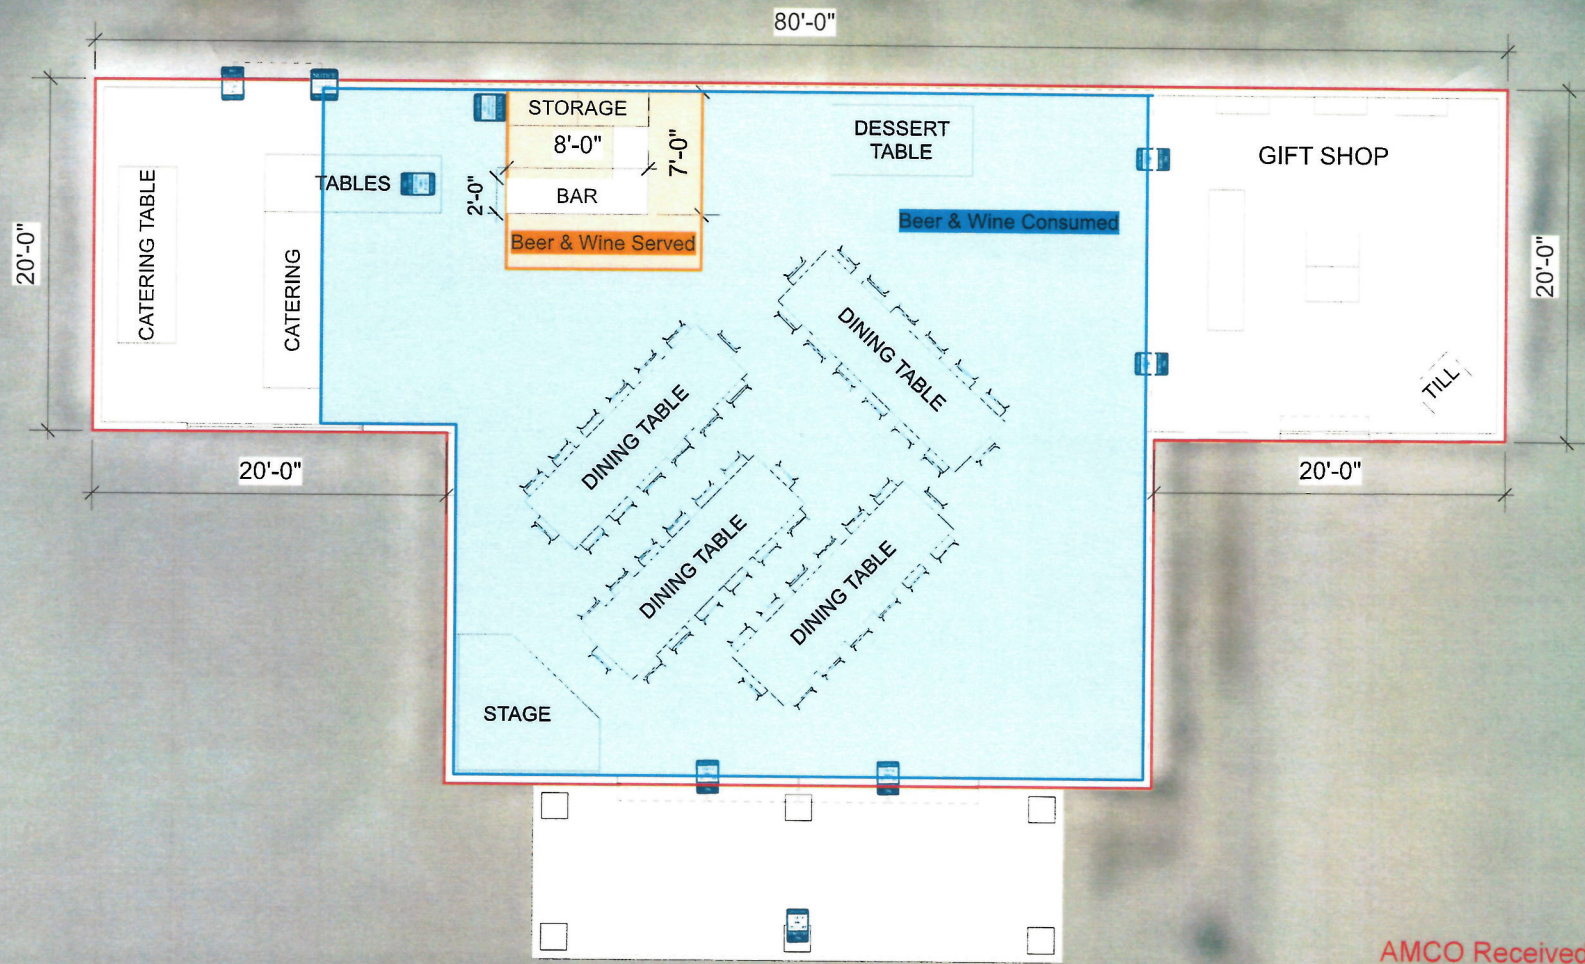 80'-0"
STORAGE
8'-0"
7'-0"
DESSERT
TABLE
GIFT SHOP
TABLES
2'-0"
BAR
CATERING TABLE
Beer & Wine Served
Beer & Wine Consumed
20'-0"
CATERING
20'-0"
DINING TABLE
DINING TABLE
TILL
20'-0"
20'-0"
DINING TABLE
DINING TABLE
STAGE
AMCO Received